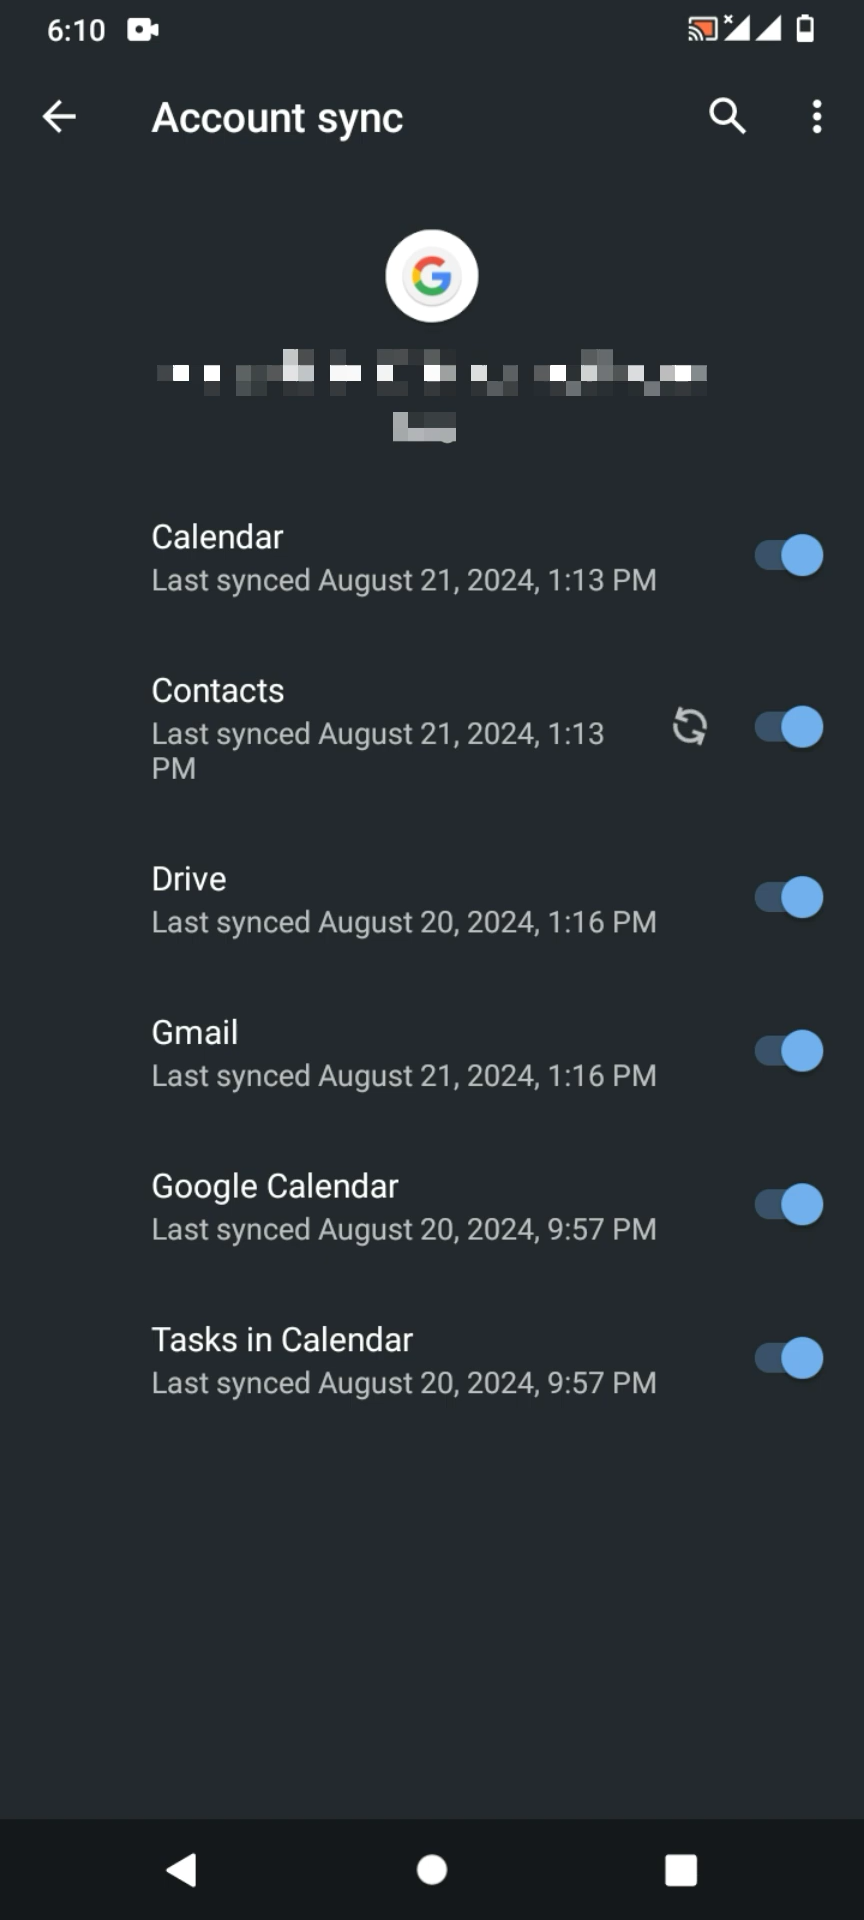 6:10
Account sync
Calendar
Last synced August 21, 2024, 1:13 PM
Contacts
Last synced August 21, 2024, 1:13
PM
Drive
Last synced August 20, 2024, 1:16 PM
Gmail
Last synced August 21, 2024, 1:16 PM
Google Calendar
Last synced August 20, 2024, 9:57 PM
Tasks in Calendar
Last synced August 20, 2024, 9:57 PM